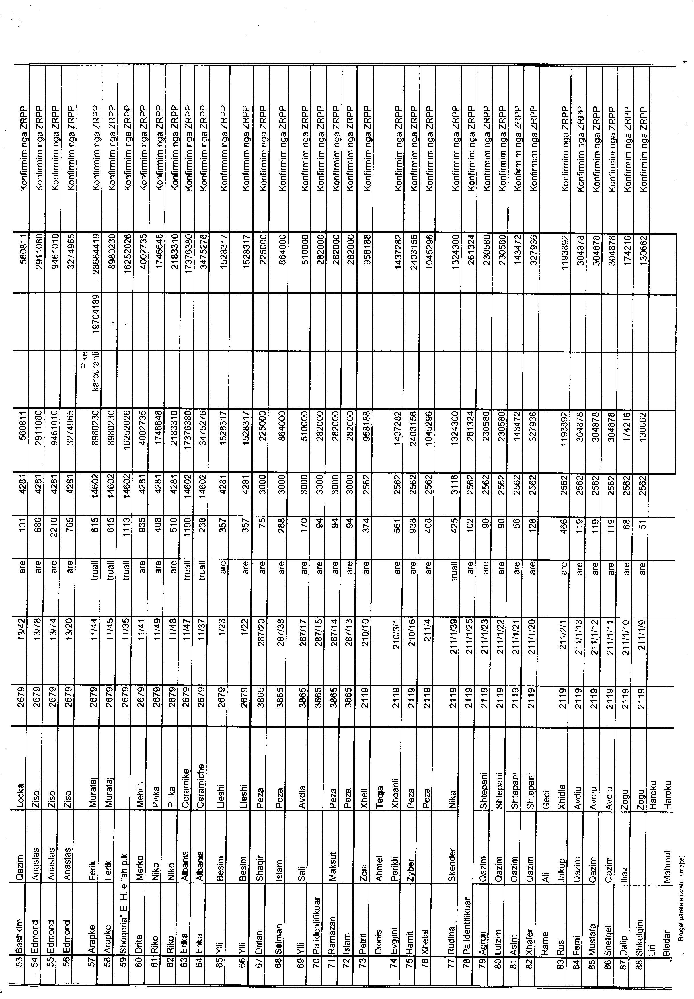 53 Bashkim Qazim Locka 2679 13/42 are 131 4281 560811 560811 Konfirmim nga ZRPP
54 Edmond Anastas Ziso 2679 13/78 are 680 4281 2911080 2911080 Konfirmim nga ZRPP
55 Edmond Anastas Ziso 2679 13/74 are 2210 4281 9461010 9461010 Konfirmim nga ZRPP
56 Edmond Anastas Ziso 2679 13/20 are 765 4281 3274965 3274965 Konfirmim nga ZRPP
Pike
57 Arapke Ferik Murataj 2679 11/44 truall 615 14602 8980230 karburanti 19704189 28684419 Konfirmim nga ZRPP
58 Arapke Ferik Murataj 2679 11/45 truall 615 14602 8980230 8980230 Konfirmim nga ZRPP
59 Shoqeria" E. H. ë "sh.p.k 2679 11/35 truall 1113 14602 16252026 16252026 Konfirmim nga ZRPP
60 Drita Merko Mehilli 2679 11/41 are 935 4281 4002735 4002735 Konfirmim nga ZRPP
61 Riko Niko Pilika 2679 11/49 are 408 4281 1746648 1746648 Konfirmim nga ZRPP
62 Riko Niko Pilika 2679 11/48 are 510 4281 2183310 2183310 Konfirmim nga ZRPP
63 Erika Albania Ceramike 2679 11/47 truall 1190 14602 17376380 17376380 Konfirmim nga ZRPP
64 Erika Albania Ceramiche 2679 11/37 truall 238 14602 3475276 3475276 Konfirmim nga ZRPP
65 Ylli Besim Lleshi 2679 1/23 are 357 4281 1528317 1528317 Konfirmim nga ZRPP
66 Ylli Besim Lleshi 2679 1/22 are 357 4281 1528317 1528317 Konfirmim nga ZRPP
67 Dritan Shaqir Peza 3865 287/20 are 75 3000 225000 225000 Konfirmim nga ZRPP
68 Selman Islam Peza 3865 287/38 are 288 3000 864000 864000 Konfirmim nga ZRPP
69 Ylli Sali Avdia 3865 287/17 are 170 3000 510000 510000 Konfirmim nga ZRPP
70 Pa identifikuar 3865 287/15 are 94 3000 282000 282000 Konfirmim nga ZRPP
71 Ramazan Maksut Peza 3865 287/14 are 94 3000 282000 282000 Konfirmim nga ZRPP
72 Islam Peza 3865 287/13 are 94 3000 282000 282000 Konfirmim nga ZRPP
73 Petrit Zeni Xheli 2119 210/10 are 374 2562 958188 958188 Konfirmim nga ZRPP
Dionis Ahmet Teqja
74 Evgjini Perikli Xhoanli 2119 210/3/1 are 561 2562 1437282 1437282 Konfirmim nga ZRPP
75 Hamit Zyber Peza 2119 210/16 are 938 2562 2403156 2403156 Konfirmim nga ZRPP
76 Xhelal Peza 2119 211/4 are 408 2562 1045296 1045296 Konfirmim nga ZRPP
77 Rudina Skender Nika 2119 211/1/39 truall 425 3116 1324300 1324300 Konfirmim nga ZRPP
78 Pa identifikuar 2119 211/1/25 are 102 2562 261324 261324 Konfirmim nga ZRPP
79 Agron Qazim Shtepani 2119 211/1/23 are 90 2562 230580 230580 Konfirmim nga ZRPP
80 Lulzim Qazim Shtepani 2119 211/1/22 are 90 2562 230580 230580 Konfirmim nga ZRPP
81 Astrit Qazim Shtepani 2119 211/1/21 are 56 2562 143472 143472 Konfirmim nga ZRPP
82 Xhafer Qazim Shtepani 2119 211/1/20 are 128 2562 327936 327936 Konfirmim nga ZRPP
Rame Ali Geci
83 Rus Jakup Xhidia 2119 211/2/1 are 466 2562 1193892 1193892 Konfirmim nga ZRPP
84 Femi Qazim Avdiu 2119 211/1/13 are 119 2562 304878 304878 Konfirmim nga ZRPP
85 Mustafa Qazim Avdiu 2119 211/1/12 are 119 2562 304878 304878 Konfirmim nga ZRPP
86 Shefqet Qazim Avdiu 2119 211/1/11 are 119 2562 304878 304878 Konfirmim nga ZRPP
87 Dalip Iliaz Zogu 2119 211/1/10 are 68 2562 174216 174216 Konfirmim nga ZRPP
88 Shkelqim Zogu 2119 211/1/9 are 51 2562 130662 130662 Konfirmim nga ZRPP
Liri Haroku
Bledar Mahmut Haroku
Rruget paralele (krahu i majte)
4